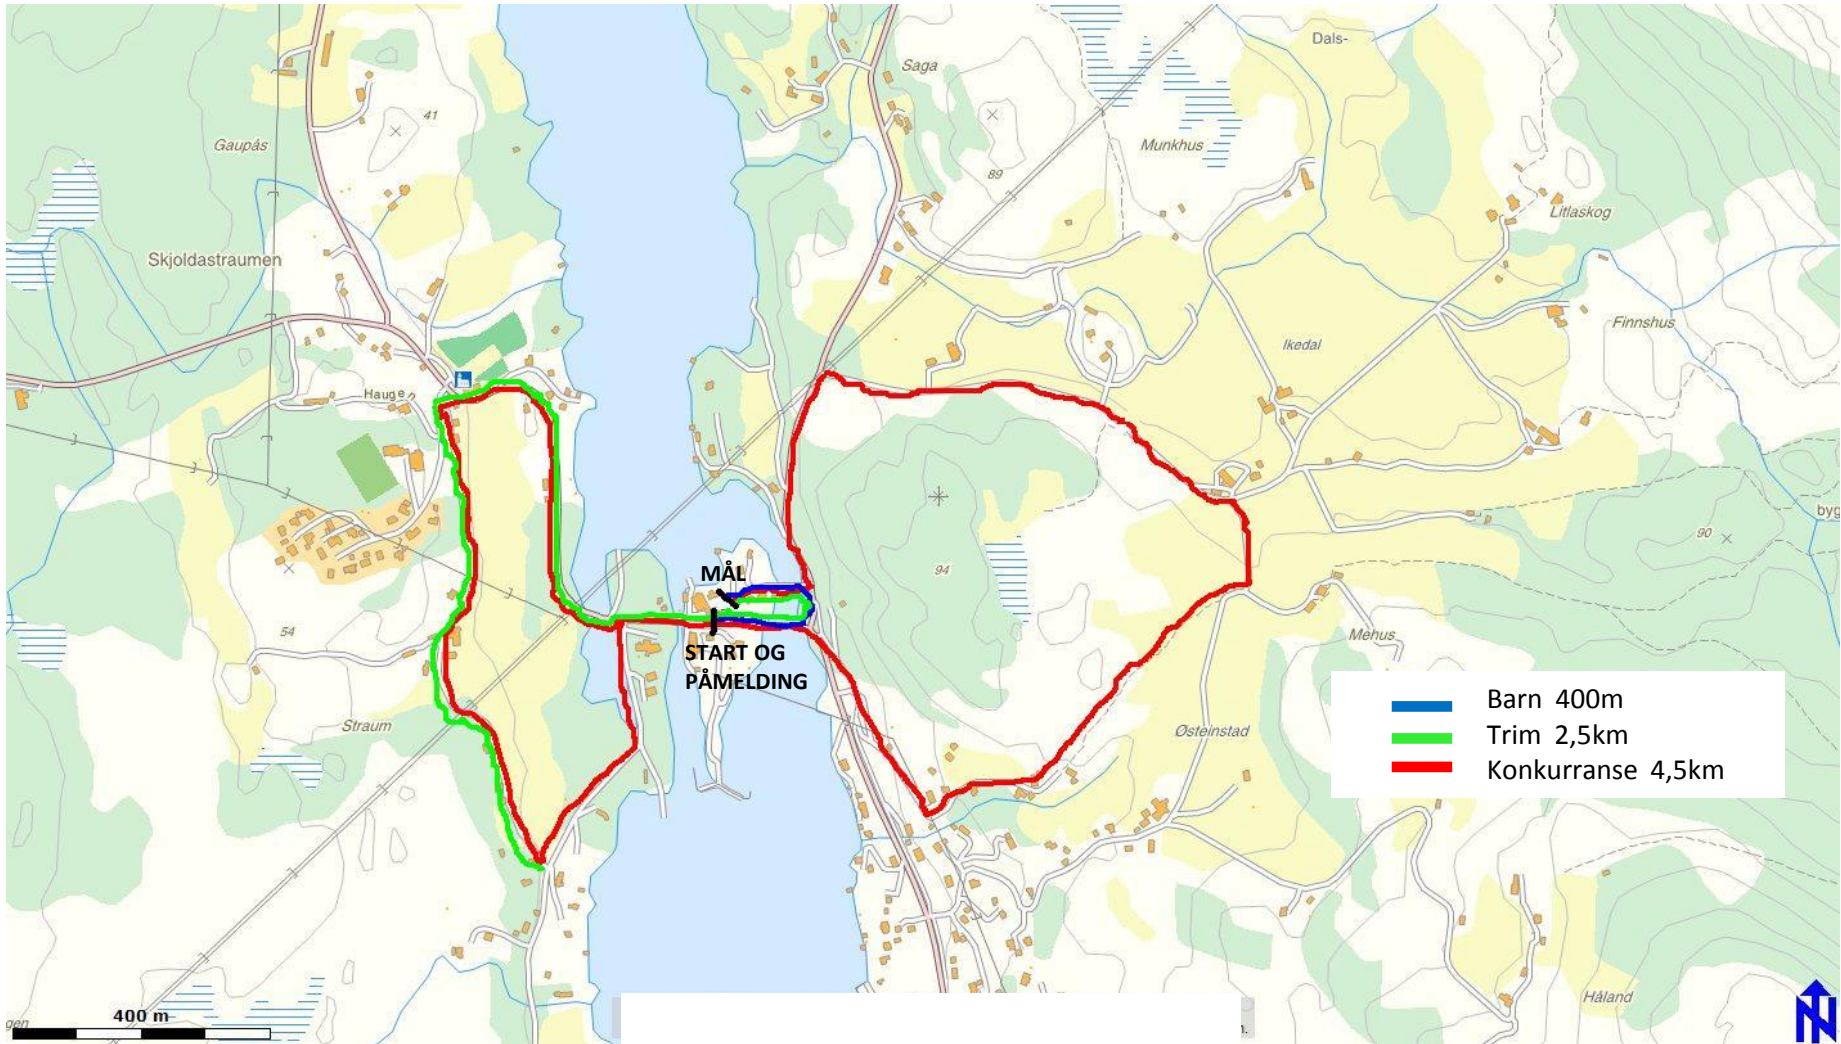 Dals-
Saga
41
Gaupås
Munkhus
89
Litlaskog
Skjoldastraumen
Finnshus
Ikedal
Haugen
byg
90
MÅL
94
54
START OG
PÅMELDING
Mehus
Straum
Østeinstad
Barn 400m
Trim 2,5km
Konkurranse 4,5km
Håland
400 m
gen
n.
N